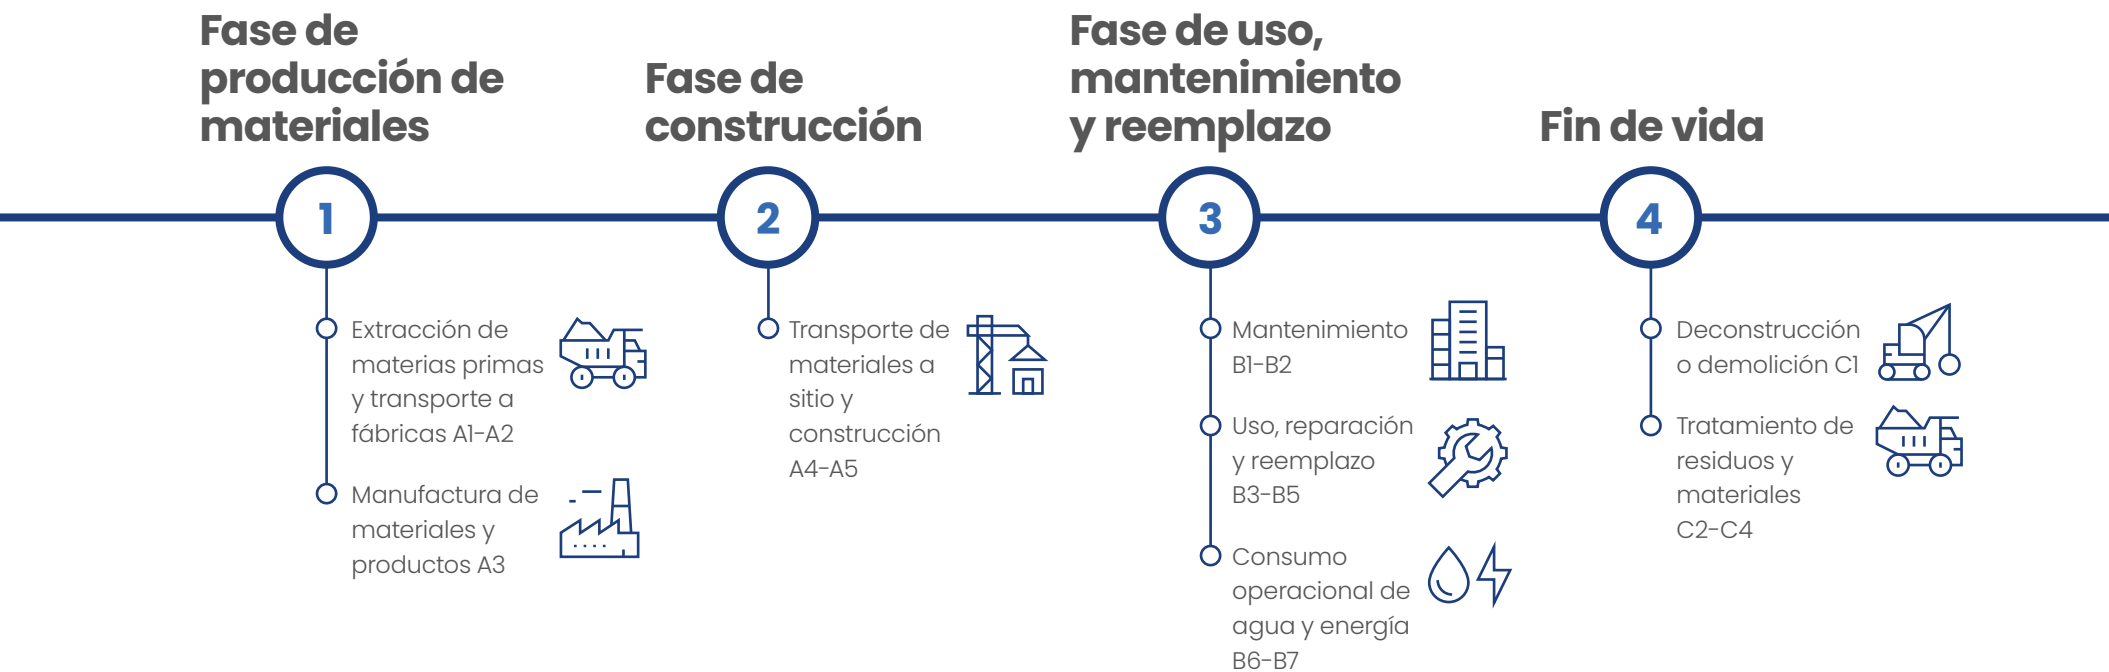 Fase de
producción de
materiales
1
Extracción de
materias primas
y transporte a
fábricas A1-A2
Manufactura de
materiales y
productos A3
Fase de
construcción
2
Transporte de
materiales a
sitio y
construcción
A4-A5
Fase de uso,
mantenimiento
y reemplazo
3
Mantenimiento
B1-B2
Uso, reparación
y reemplazo
B3-B5
Consumo
operacional de
agua y energía
B6-B7
Fin de vida
4
Deconstrucción
o demolición C1
Tratamiento de
residuos y
materiales
C2-C4